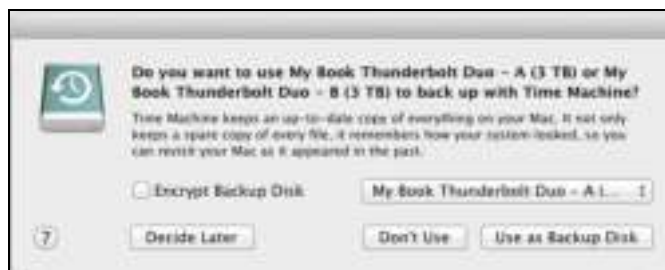 Do you want to use My Book Thunderbolt Duo - A (3 TB) or My
Book Thunderbolt Duo - B (3 TB) to back up with Time Machine?
Time Machine keeps an up-to-date copy of everything on your Mac. It not only
keeps a spare copy of every file, it remembers how your system looked, so you
can revisit your Mac as it appeared in the past.
Encrypt Backup Disk My Book Thunderbolt Duo - A (...
? Decide Later Don't Use Use as Backup Disk